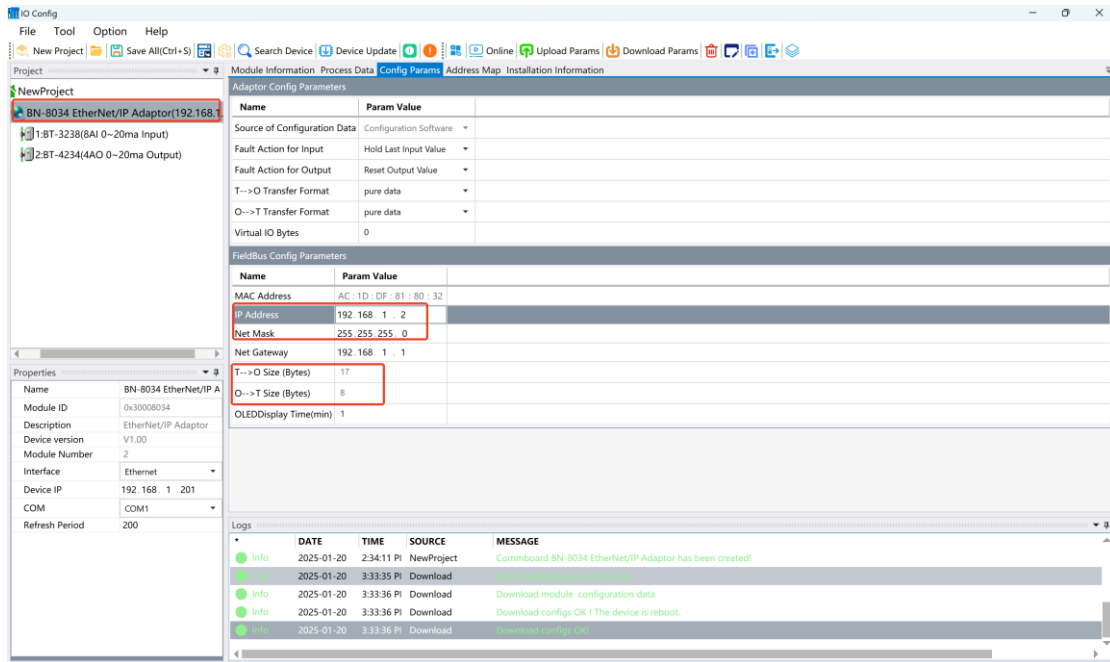 IO Config
File Tool Option Help
New Project Save All(Ctrl+S) Search Device Device Update Online Upload Params Download Params
Project
NewProject
BN-8034 EtherNet/IP Adaptor(192.168.1.
1:BT-3238(8AI 0~20ma Input)
2:BT-4234(4AO 0~20ma Output)
Properties
Name BN-8034 EtherNet/IP A
Module ID 0x30008034
Description EtherNet/IP Adaptor
Device version V1.00
Module Number 2
Interface Ethernet
Device IP 192.168. 1 .201
COM COM1
Refresh Period 200
Module Information Process Data Config Params Address Map Installation Information
Adaptor Config Parameters
Name Param Value
Source of Configuration Data Configuration Software
Fault Action for Input Hold Last Input Value
Fault Action for Output Reset Output Value
T-->O Transfer Format pure data
O-->T Transfer Format pure data
Virtual IO Bytes 0
FieldBus Config Parameters
Name Param Value
MAC Address AC : 1D : DF : 81 : 80 : 32
IP Address 192.168. 1 . 2
Net Mask 255.255.255. 0
Net Gateway 192.168. 1 . 1
T-->O Size (Bytes) 17
O-->T Size (Bytes) 8
OLEDDisplay Time(min) 1
Logs
* DATE TIME SOURCE MESSAGE
Info 2025-01-20 2:34:11 PI NewProject Commboard BN-8034 EtherNet/IP Adaptor has been created!
2025-01-20 3:33:35 PI Download
Info 2025-01-20 3:33:36 PI Download Download module configuration data
Info 2025-01-20 3:33:36 PI Download Download configs OK ! The device is reboot.
Info 2025-01-20 3:33:36 PI Download Download configs OK!